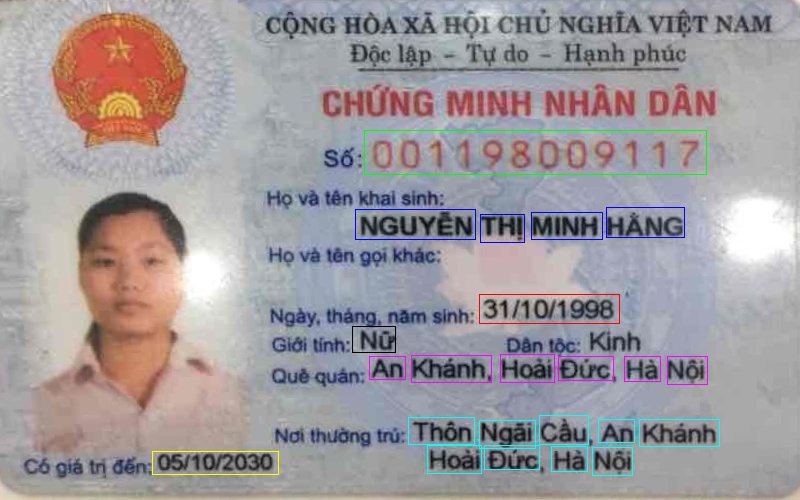 CỘNG HÒA XÃ HỘI CHỦ NGHĨA VIỆT NAM
Độc lập - Tự do - Hạnh phúc
CHỨNG MINH NHÂN DÂN
Số: 001198009117
Họ và tên khai sinh:
NGUYỄN THỊ MINH HẰNG
Họ và tên gọi khác:
Ngày, tháng, năm sinh: 31/10/1998
Giới tính: Nữ Dân tộc: Kinh
Quê quán: An Khánh, Hoài Đức, Hà Nội
Nơi thường trú: Thôn Ngãi Cầu, An Khánh
Hoài Đức, Hà Nội
Có giá trị đến: 05/10/2030